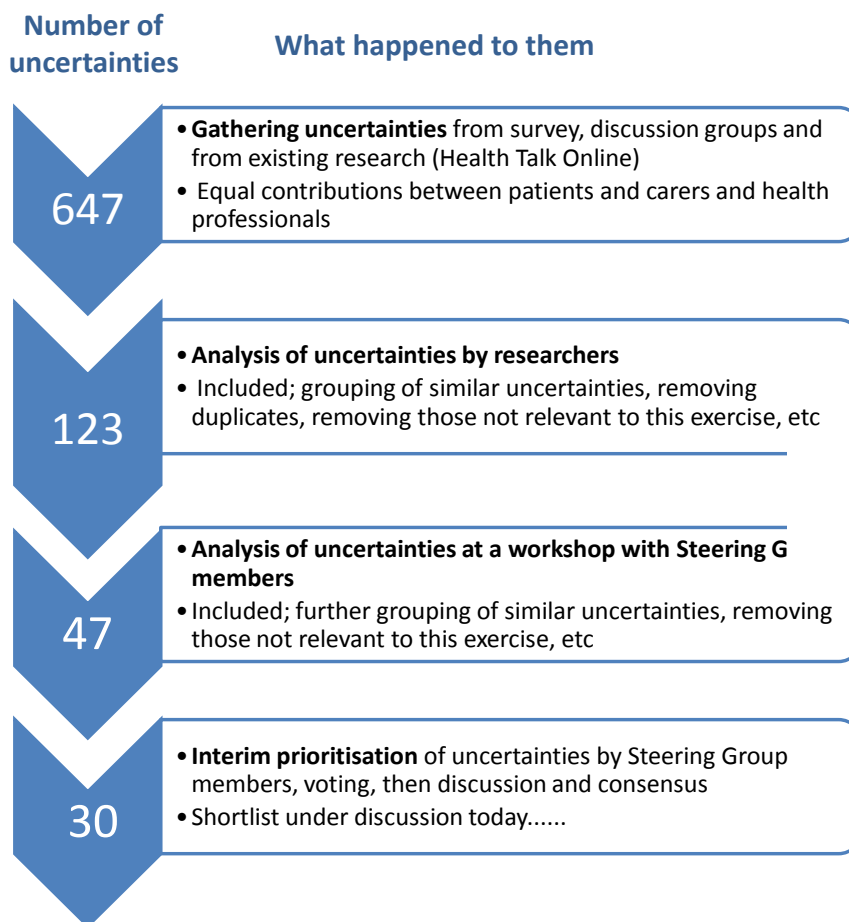 Number of
uncertainties
What happened to them
647
• Gathering uncertainties from survey, discussion groups and
from existing research (Health Talk Online)
• Equal contributions between patients and carers and health
professionals
123
• Analysis of uncertainties by researchers
• Included; grouping of similar uncertainties, removing
duplicates, removing those not relevant to this exercise, etc
47
• Analysis of uncertainties at a workshop with Steering G
members
• Included; further grouping of similar uncertainties, removing
those not relevant to this exercise, etc
30
• Interim prioritisation of uncertainties by Steering Group
members, voting, then discussion and consensus
• Shortlist under discussion today......